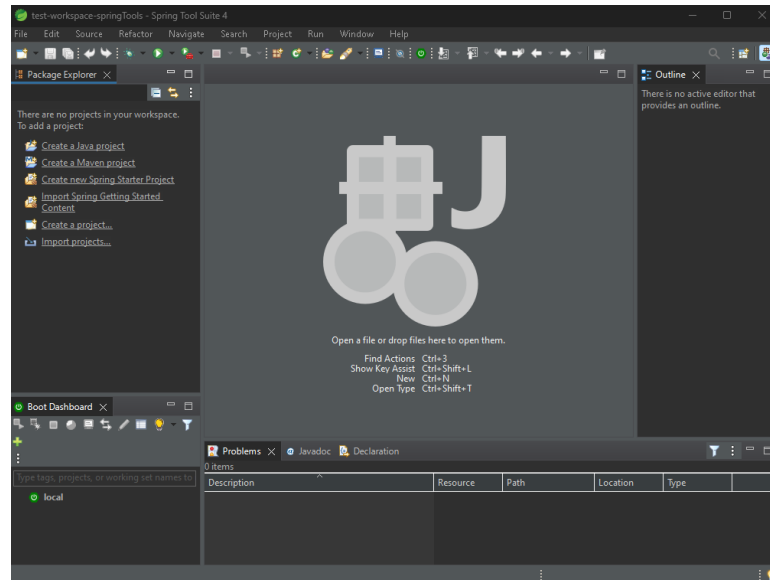 test-workspace-springTools - Spring Tool Suite 4
File Edit Source Refactor Navigate Search Project Run Window Help
Package Explorer
There are no projects in your workspace.
To add a project:
Create a Java project
Create a Maven project
Create new Spring Starter Project
Import Spring Getting Started
Content
Create a project...
Import projects...
Open a file or drop files here to open them.
Find Actions Ctrl+3
Show Key Assist Ctrl+Shift+L
New Ctrl+N
Open Type Ctrl+Shift+T
Outline
There is no active editor that
provides an outline.
Boot Dashboard
Type tags, projects, or working set names to
local
Problems Javadoc Declaration
0 items
Description Resource Path Location Type